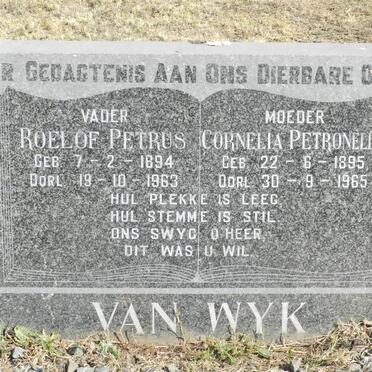 R GEDAGTENIS AAN ONS DIERBARE O
VADER
ROELOF PETRUS
GEB. 7-2-1894
OORL. 19-10-1963
MOEDER
CORNELIA PETRONELL
GEB. 22-6-1895
OORL. 30-9-1965
HUL PLEKKE IS LEEG,
HUL STEMME IS STIL.
ONS SWYG O HEER,
DIT WAS U WIL.
VAN WYK